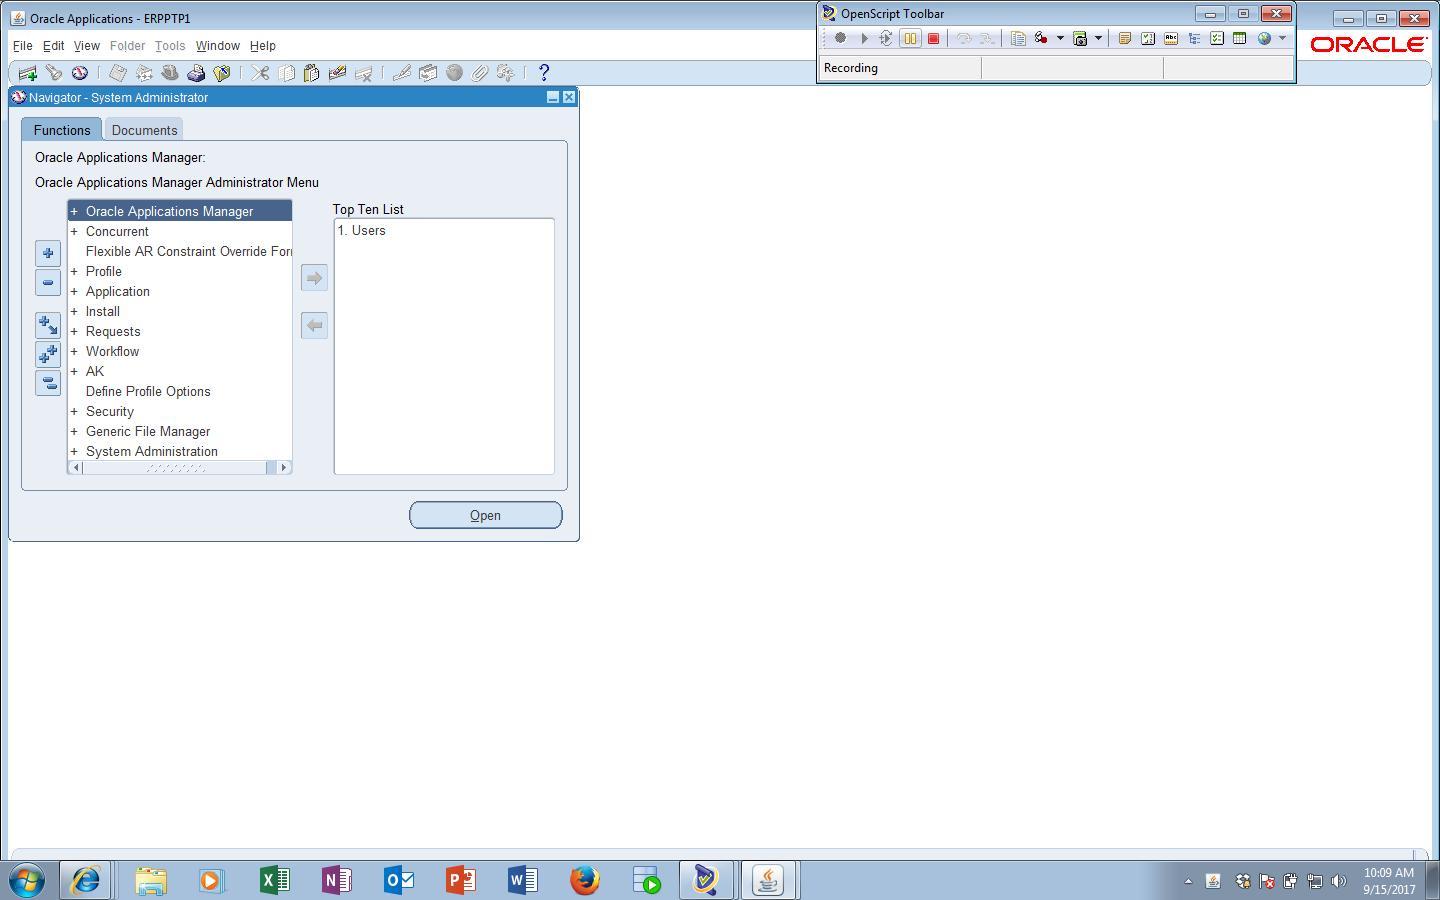 Oracle Applications - ERPPTP1
OpenScript Toolbar
File Edit View Folder Tools Window Help
ORACLE
Recording
Navigator - System Administrator
Functions Documents
Oracle Applications Manager:
Oracle Applications Manager Administrator Menu
Top Ten List
+ Oracle Applications Manager
+ Concurrent
Flexible AR Constraint Override For
+ Profile
+ Application
+ Install
+ Requests
+ Workflow
+ AK
Define Profile Options
+ Security
+ Generic File Manager
+ System Administration
1. Users
Open
10:09 AM
9/15/2017